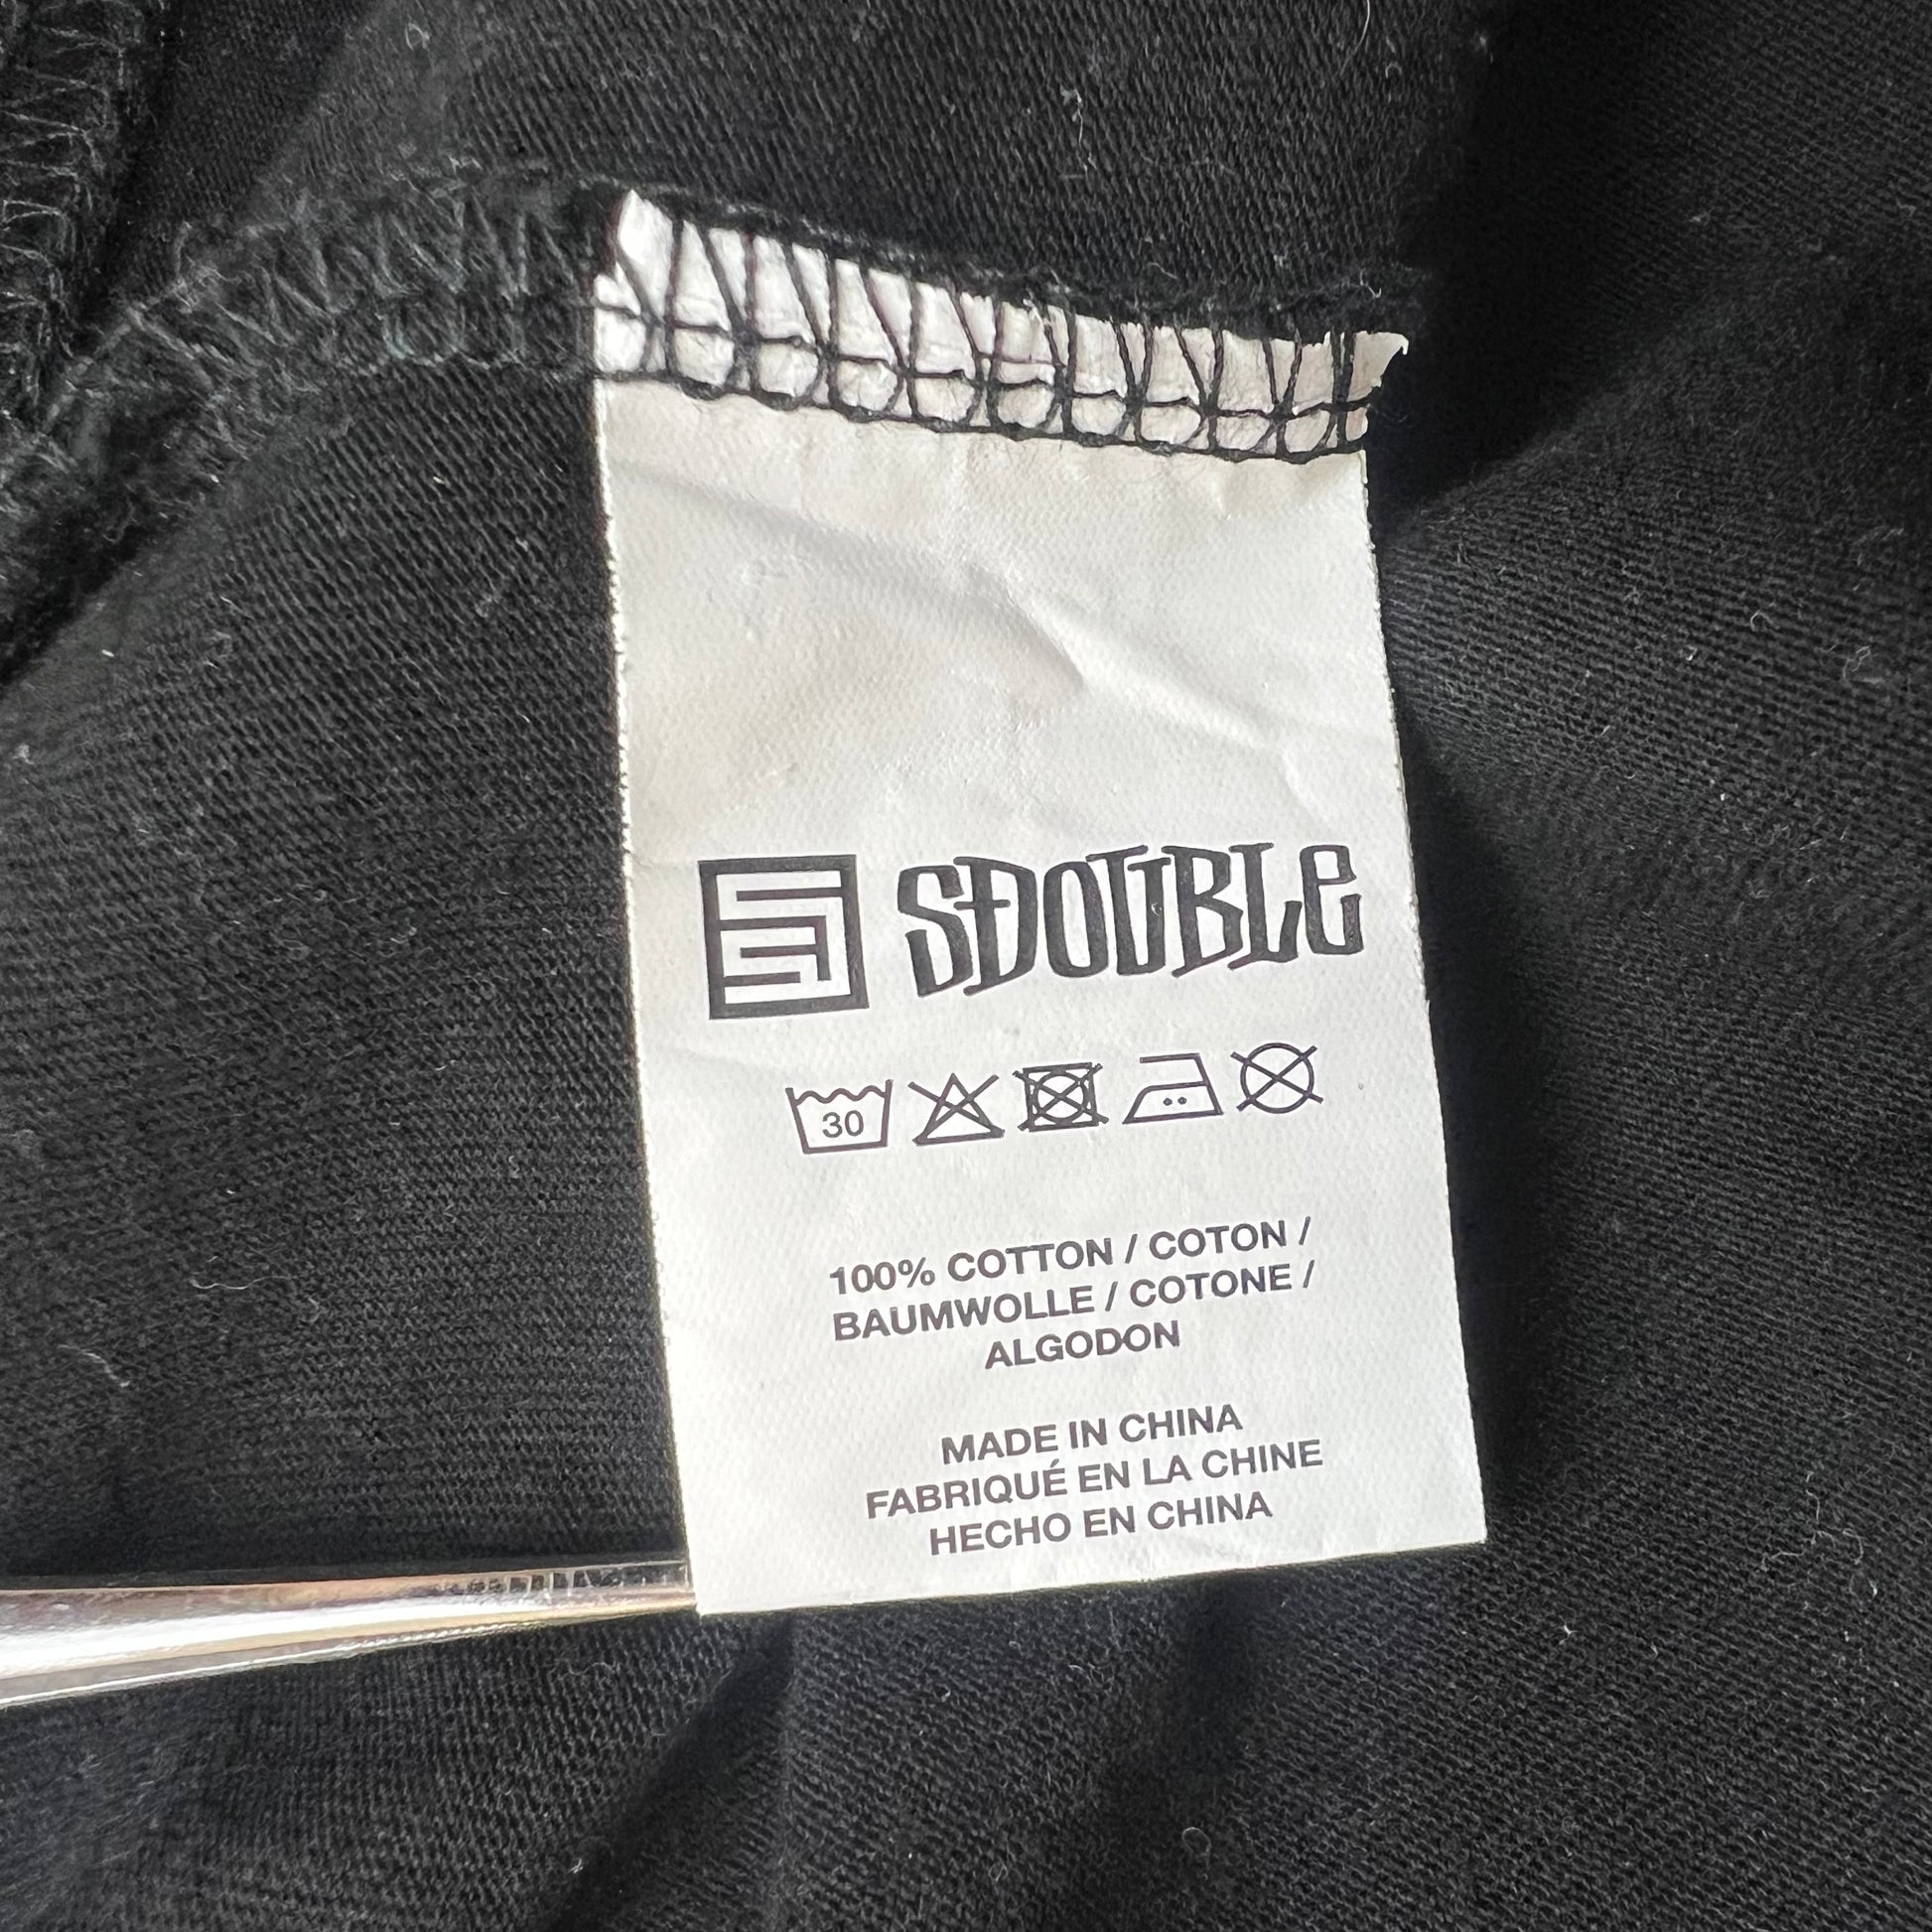 SDOUBLE
30
100% COTTON / COTON /
BAUMWOLLE / COTONE /
ALGODON
MADE IN CHINA
FABRIQUÉ EN LA CHINE
HECHO EN CHINA